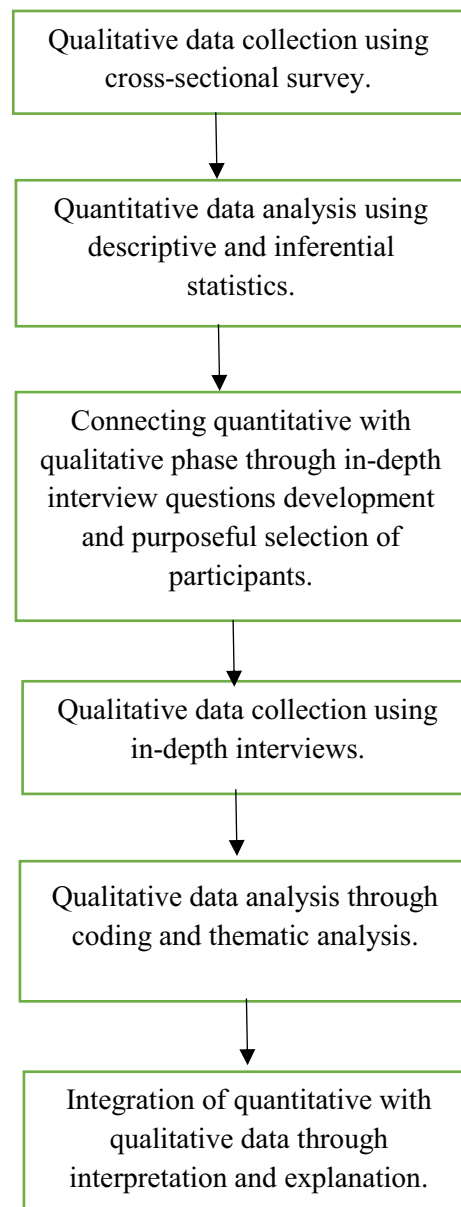 Qualitative data collection using
cross-sectional survey.
Quantitative data analysis using
descriptive and inferential
statistics.
Connecting quantitative with
qualitative phase through in-depth
interview questions development
and purposeful selection of
participants.
Qualitative data collection using
in-depth interviews.
Qualitative data analysis through
coding and thematic analysis.
Integration of quantitative with
qualitative data through
interpretation and explanation.